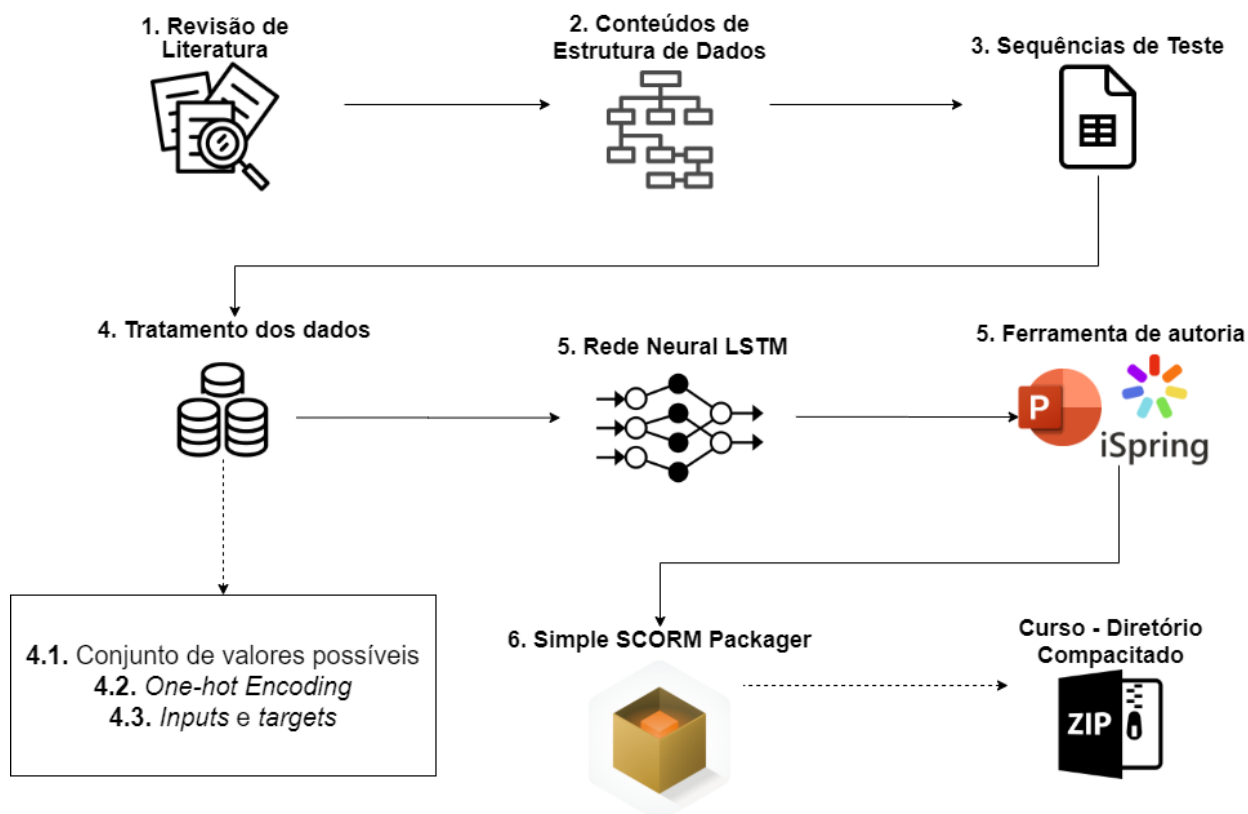 1. Revisão de
Literatura
2. Conteúdos de
Estrutura de Dados
3. Sequências de Teste
4. Tratamento dos dados
5. Rede Neural LSTM
5. Ferramenta de autoria
P
iSpring
4.1. Conjunto de valores possíveis
4.2. One-hot Encoding
4.3. Inputs e targets
6. Simple SCORM Packager
Curso - Diretório
Compacitado
ZIP